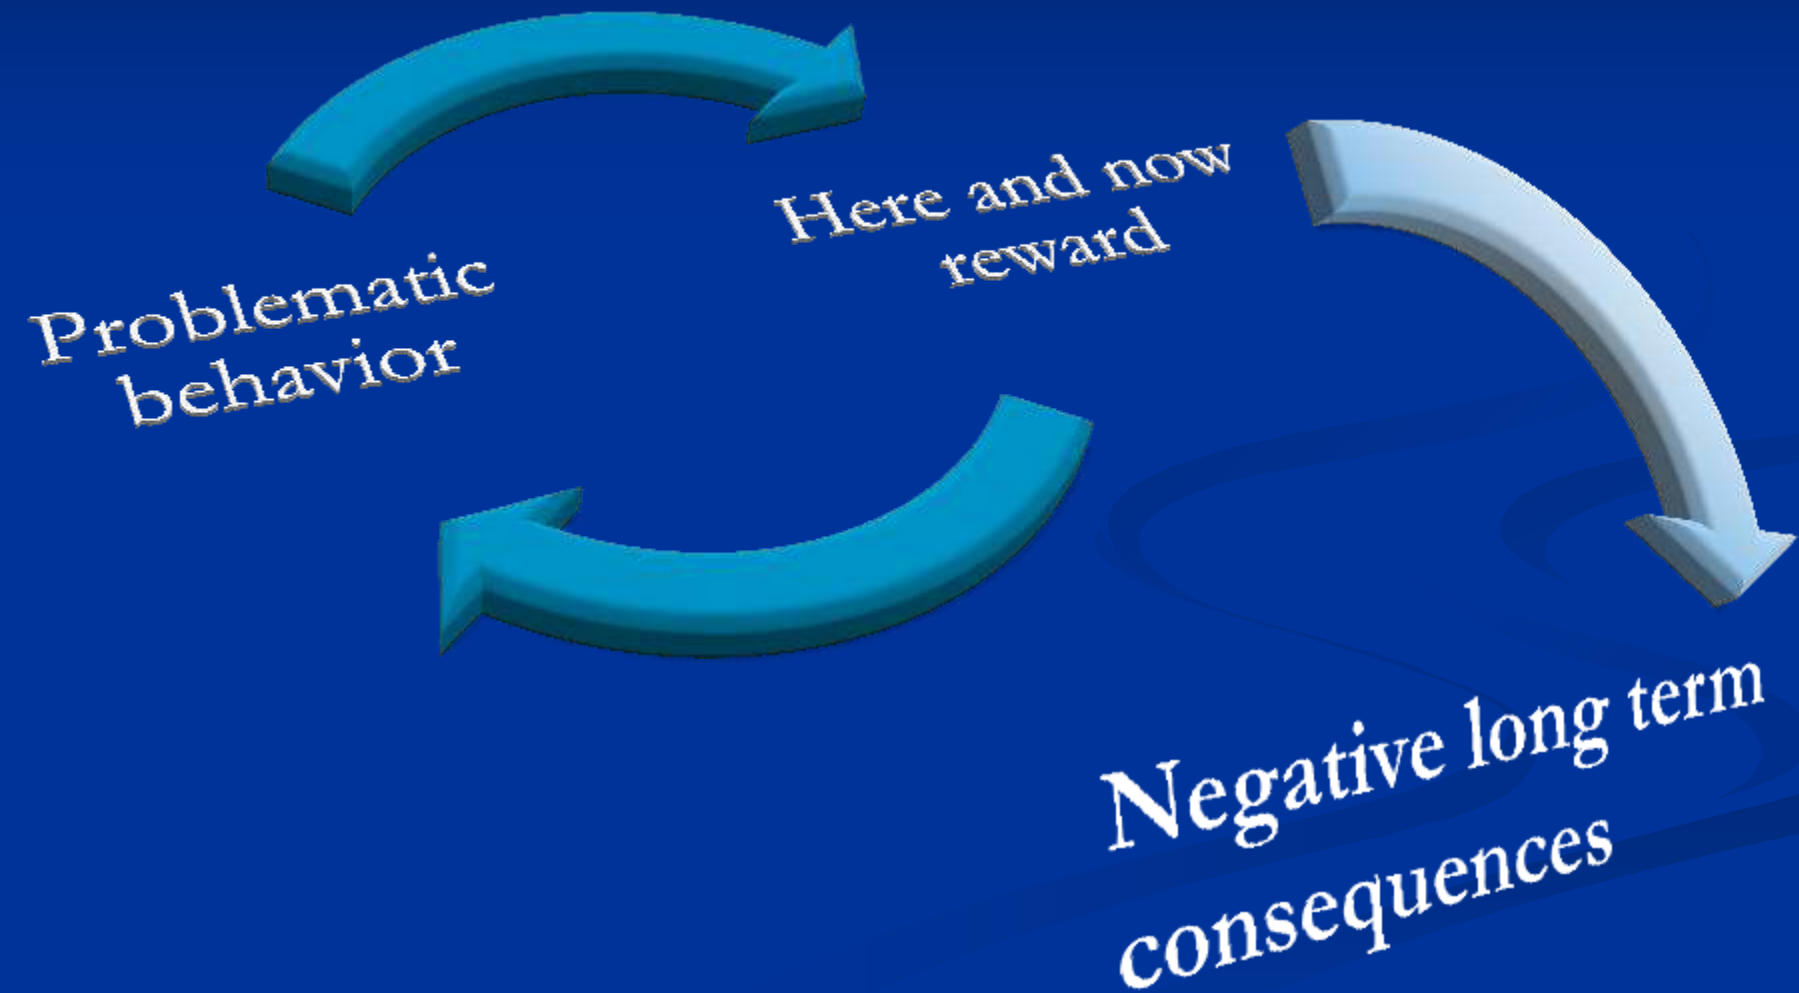 Problematic
behavior
Here and now
reward
Negative long term
consequences